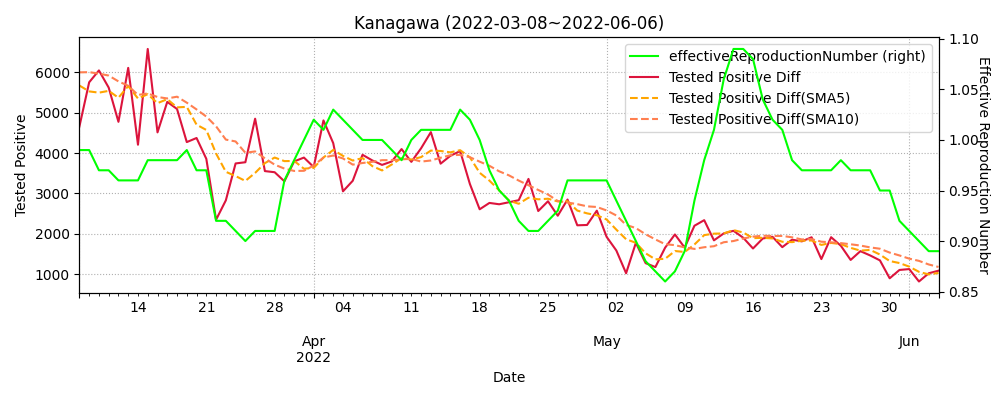 Kanagawa (2022-03-08~2022-06-06)
effectiveReproductionNumber (right)
Tested Positive Diff
Tested Positive Diff(SMA5)
Tested Positive Diff(SMA10)
Tested Positive
6000
5000
4000
3000
2000
1000
1.10
1.05
1.00
0.95
0.90
0.85
Effective Reproduction Number
14 21 28 04 11 18 25 02 09 16 23 30
Apr May Jun
2022
Date